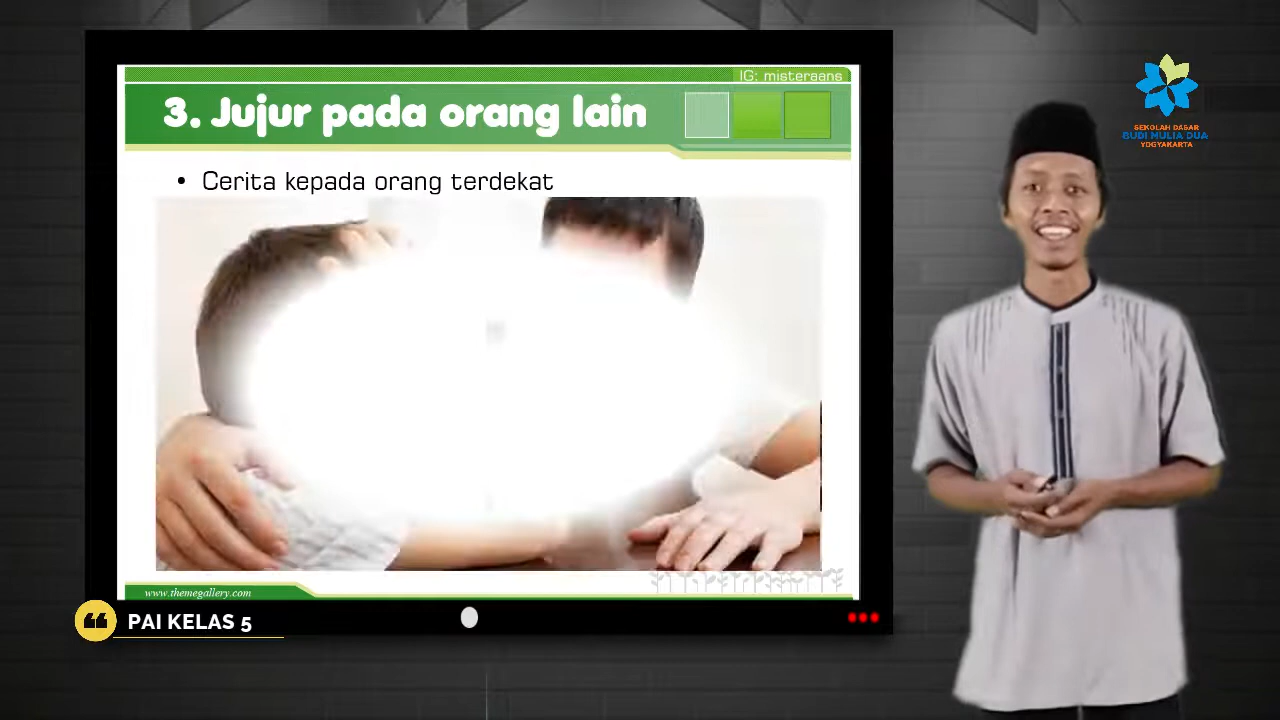 IG: misteraans
3. Jujur pada orang lain
• Cerita kepada orang terdekat
www.themegallery.com
PAI KELAS 5
SEKOLAH DASAR
BUDI MULIA DUA
YOGYAKARTA